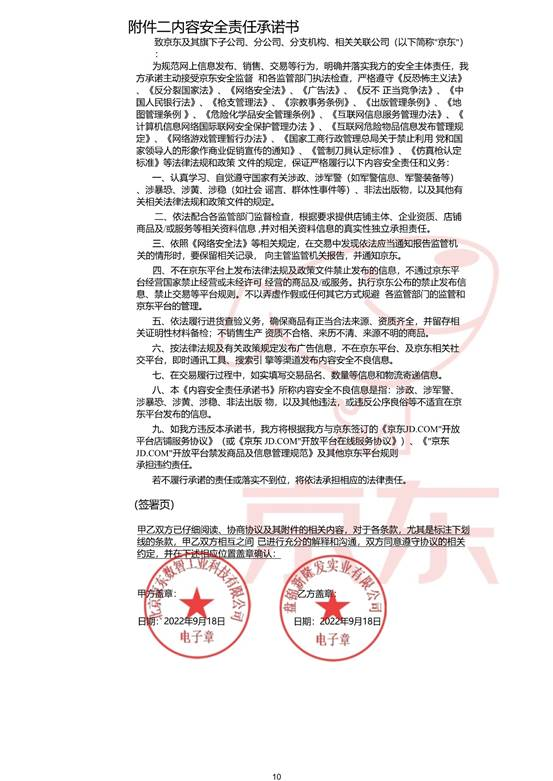 附件二内容安全责任承诺书
致京东及其旗下子公司、分公司、分支机构、相关关联公司（以下简称“京东”）
：
为规范网上信息发布、销售、交易等行为，明确并落实我方的安全主体责任，我
方承诺主动接受京东安全监督 和各监管部门执法检查，严格遵守《反恐怖主义法》
、《反分裂国家法》、《网络安全法》、《广告法》、《反不 正当竞争法》、《中
国人民银行法》、《枪支管理法》、《宗教事务条例》、《出版管理条例》、《地
图管理条例 》、《危险化学品安全管理条例》、《互联网信息服务管理办法》、《
计算机信息网络国际联网安全保护管理办法 》、《互联网危险物品信息发布管理规
定》、《网络游戏管理暂行办法》、《国家工商行政管理总局关于禁止利用 党和国
家领导人的形象作商业促销宣传的通知》、《管制刀具认定标准》、《仿真枪认定
标准》等法律法规和政策 文件的规定，保证严格履行以下内容安全责任和义务：
一、认真学习、自觉遵守国家有关涉政、涉军警（如军警信息、军警装备等）
、涉暴恐、涉黄、涉稳（如社会 谣言、群体性事件等）、非法出版物，以及其他有
关相关法律法规和政策文件的规定。
二、依法配合各监管部门监督检查，根据要求提供店铺主体、企业资质、店铺
商品及/或服务等相关资料信息 ,并对相关资料信息的真实性独立承担责任。
三、依照《网络安全法》等相关规定，在交易中发现依法应当通知报告监管机
关的情形时，要保留相关记录， 向主管监管机关报告，并通知京东。
四、不在京东平台上发布法律法规及政策文件禁止发布的信息，不通过京东平
台经营国家禁止经营或未经许可 经营的商品及/或服务。执行京东公布的禁止发布信
息、禁止交易等平台规则。不以弄虚作假或任何其它方式规避 各监管部门的监管和
京东平台的管理。
五、依法履行进货查验义务，确保商品有正当合法来源、资质齐全，并留存相
关证明性材料备检；不销售生产 资质不合格、来历不清、来源不明的商品。
六、按法律法规及有关政策规定发布广告信息，不在京东平台、及京东相关社
交平台，即时通讯工具、搜索引 擎等渠道发布内容安全不良信息。
七、在交易履行过程中，如实填写交易品名、数量等信息和物流寄递信息。
八、本《内容安全责任承诺书》所称内容安全不良信息是指：涉政、涉军警、
涉暴恐、涉黄、涉稳、非法出版 物，以及其他违法，或违反公序良俗等不适宜在京
东平台发布的信息。
九、如我方违反本承诺书，我方将根据我方与京东签订的《京东JD.COM"开放
平台店铺服务协议》（或《京东 JD.COM"开放平台在线服务协议》）、《"京东
JD.COM"开放平台禁发商品及信息管理规范》及其他京东平台规则
承担违约责任。
若不履行承诺的责任或落实不到位，将依法承担相应的法律责任。
（签署页）
甲乙双方已仔细阅读、协商协议及其附件的相关内容，对于各条款，尤其是标注下划
线的条款，甲乙双方相互之间 已进行充分的解释和沟通，双方同意遵守协议的相关
约定，并在下述相应位置盖章确认：
甲方盖章：
乙方盖章：
日期：2022年9月18日
日期：2022年9月18日
北京京东数智工业科技有限公司
电子章
盘锦新隆发实业有限公司
电子章
京东
10